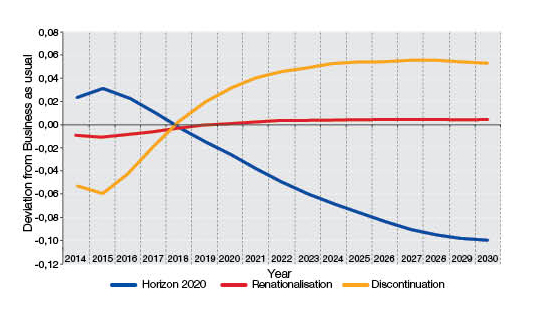 0,08
0,06
0,04
0,02
0,00
-0,02
-0,04
-0,06
-0,08
-0,10
-0,12
Deviation from Business as usual
2014 2015 2016 2017 2018 2019 2020 2021 2022 2023 2024 2025 2026 2027 2028 2029 2030
Year
Horizon 2020 Renationalisation Discontinuation